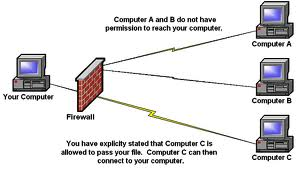 Computer A and B do not have
permission to reach your computer.
Computer A
Your Computer
Firewall
Computer B
You have explicity stated that Computer C is
allowed to pass your file. Computer C can then
connect to your computer.
Computer C